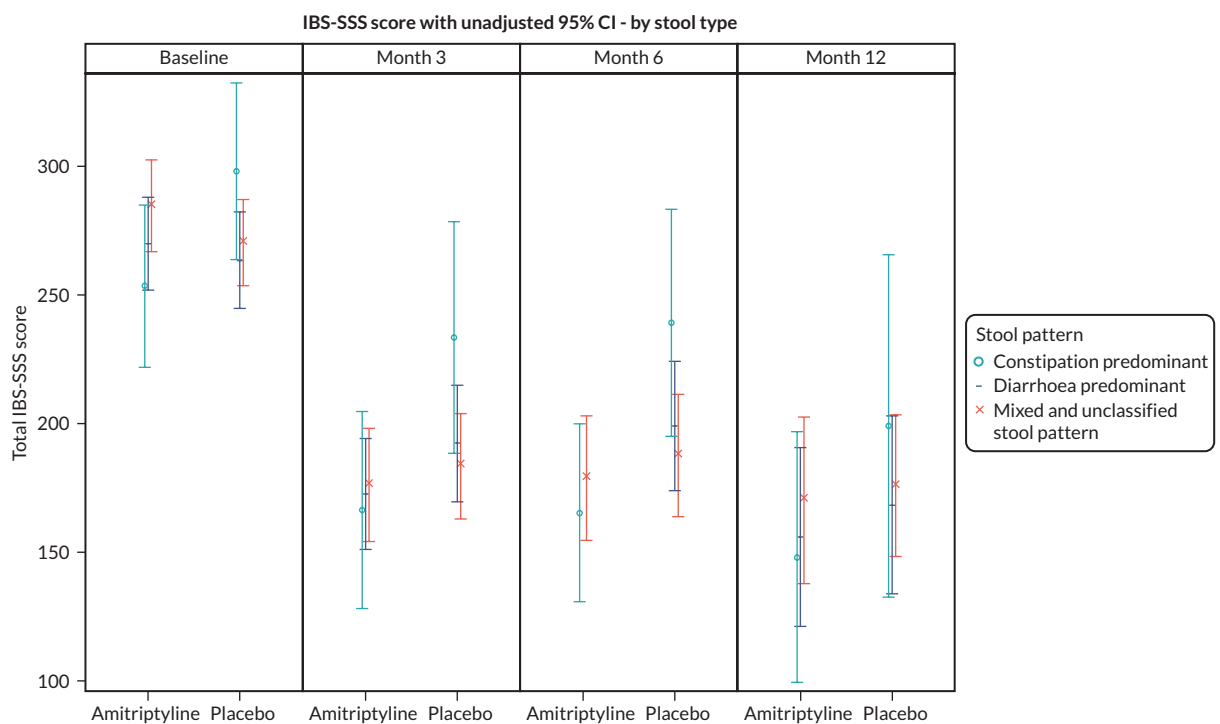 IBS-SSS score with unadjusted 95% CI - by stool type
Baseline
Month 3
Month 6
Month 12
Total IBS-SSS score
300
250
200
150
100
Amitriptyline Placebo
Amitriptyline Placebo
Amitriptyline Placebo
Amitriptyline Placebo
Stool pattern
Constipation predominant
Diarrhoea predominant
Mixed and unclassified
stool pattern